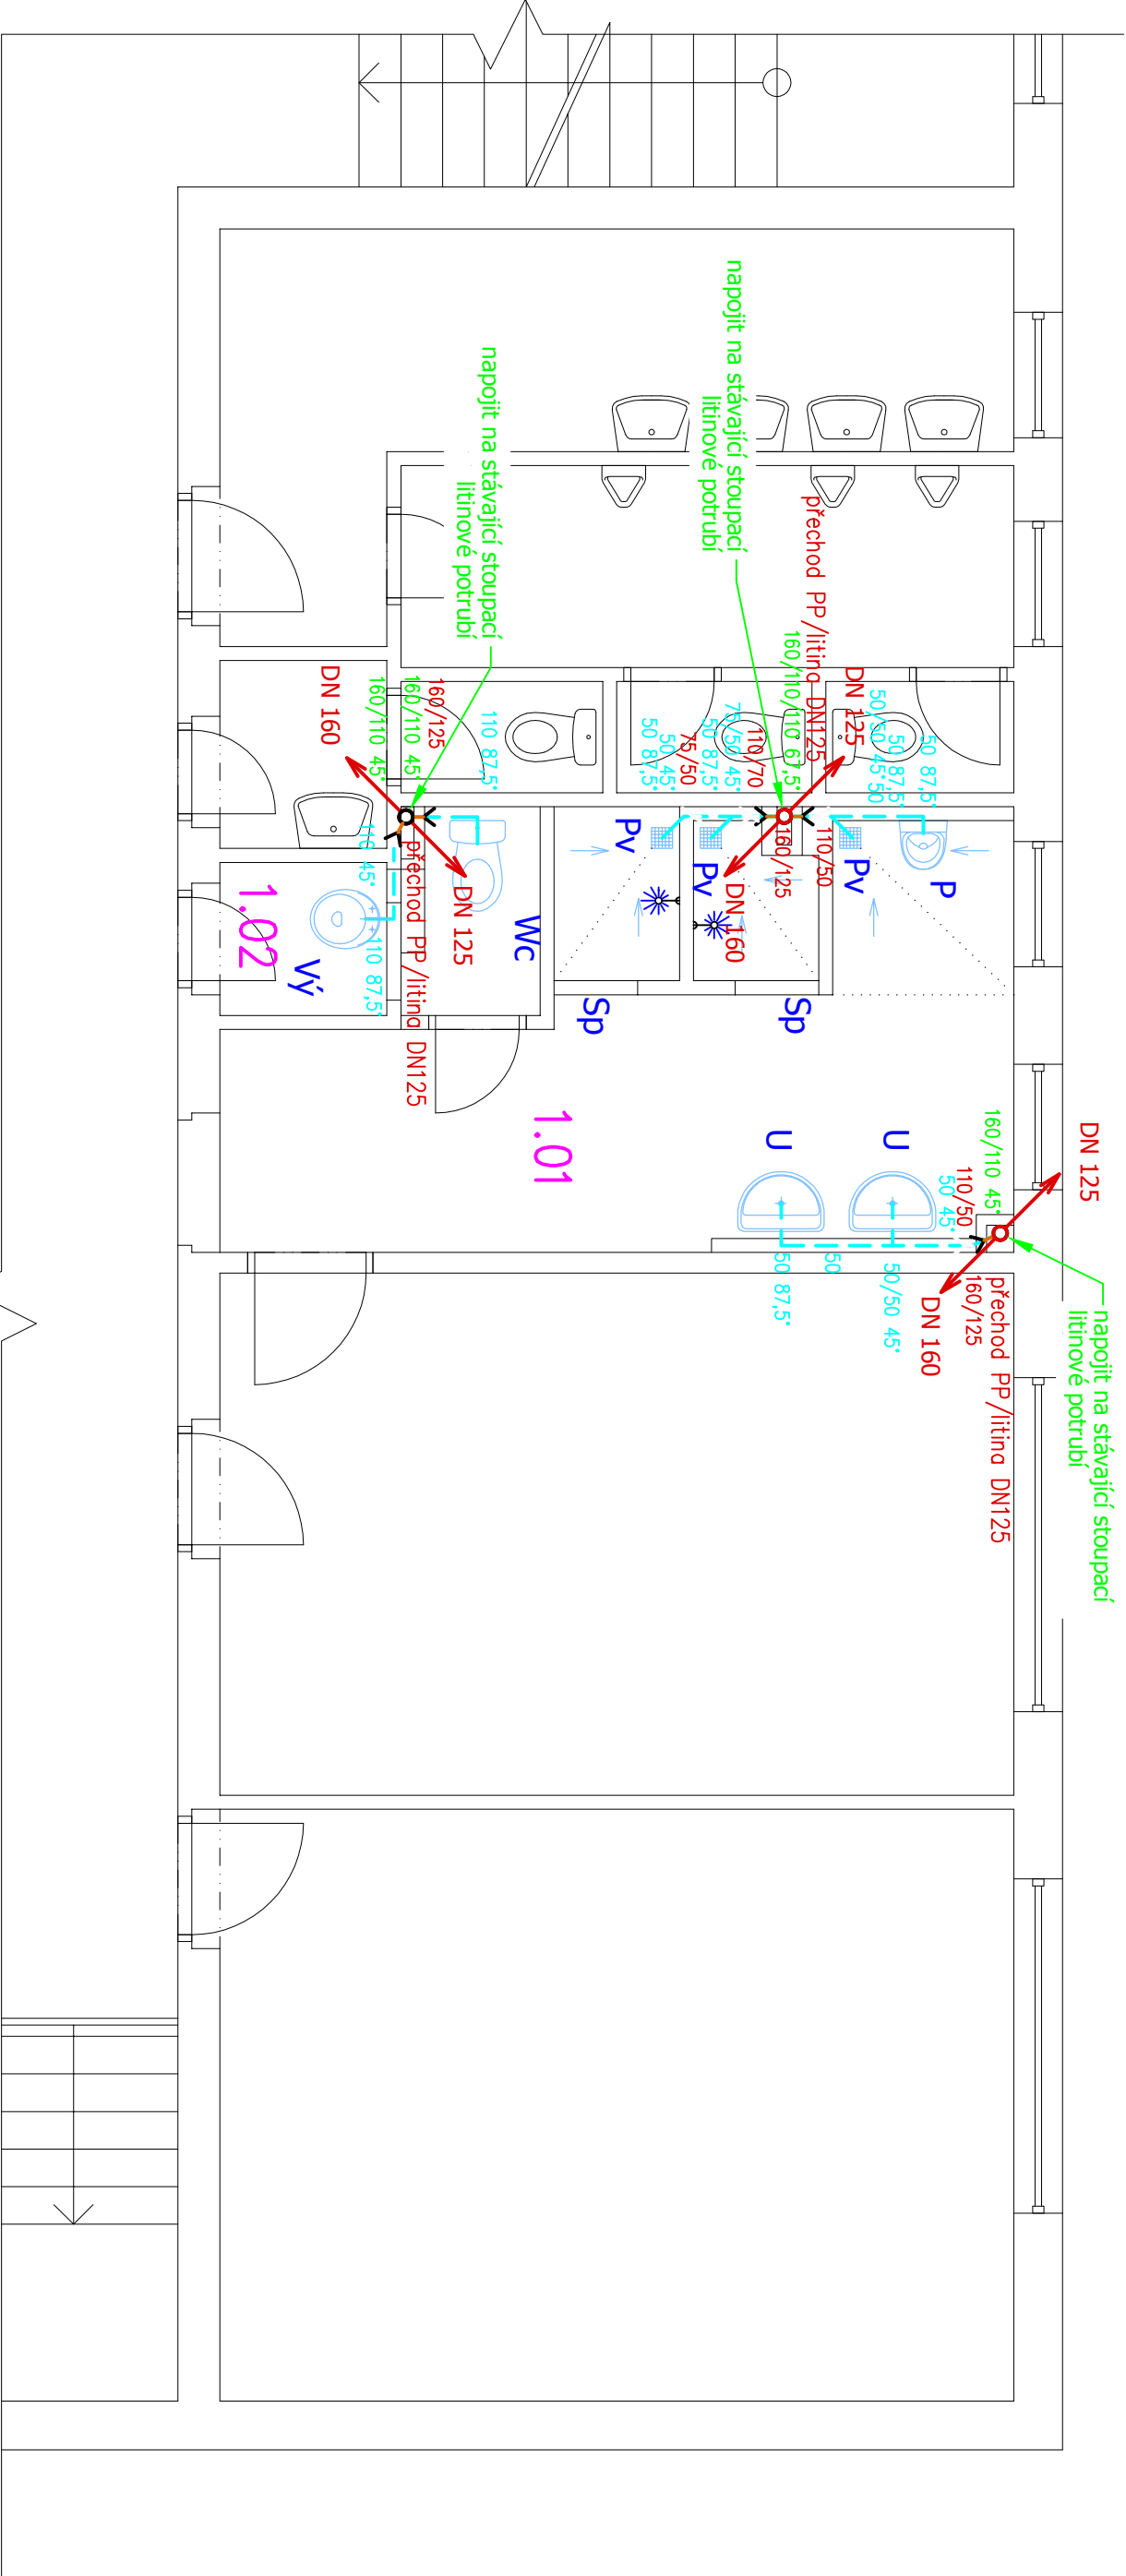 napojit na stávající stoupací
litinové potrubí
DN 125
160/110 45°
110/50
50 45°
přechod PP/litina DN125
160/125
DN 160
U
U
50/50 45°
50
50 87,5°
1.01
napojit na stávající stoupací
litinové potrubí
přechod PP/litina DN125
160/110/110 67,5°
DN 125
50 87,5°
50 87,5°
50
50/50 45°
110/50
160/125
110/70
75/50 45°
50 87,5°
75/50
50 45°
50 87,5°
DN 160
P
Pv
Pv
Pv
Sp
Sp
napojit na stávající stoupací
litinové potrubí
110 87,5°
160/125
160/110 45°
160/110 45°
DN 160
DN 125
přechod PP/litina DN125
Wc
110 45°
110 87,5°
Vý
1.02